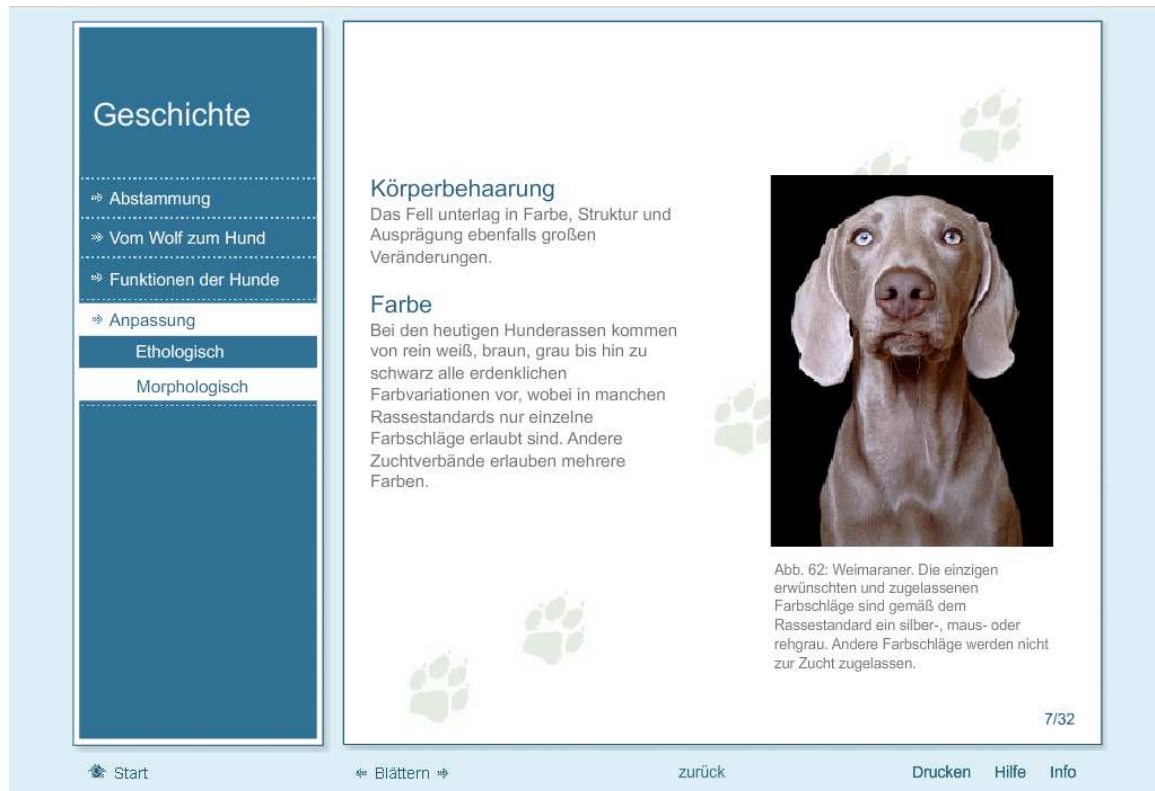 Geschichte
Abstammung
Vom Wolf zum Hund
Funktionen der Hunde
Anpassung
Ethologisch
Morphologisch
Körperbehaarung
Das Fell unterlag in Farbe, Struktur und
Ausprägung ebenfalls großen
Veränderungen.
Farbe
Bei den heutigen Hunderassen kommen
von rein weiß, braun, grau bis hin zu
schwarz alle erdenklichen
Farbvariationen vor, wobei in manchen
Rassestandards nur einzelne
Farbschläge erlaubt sind. Andere
Zuchtverbände erlauben mehrere
Farben.
Abb. 62: Weimaraner. Die einzigen
erwünschten und zugelassenen
Farbschläge sind gemäß dem
Rassestandard ein silber-, maus- oder
rehgrau. Andere Farbschläge werden nicht
zur Zucht zugelassen.
7/32
Start
Blättern
zurück
Drucken Hilfe Info